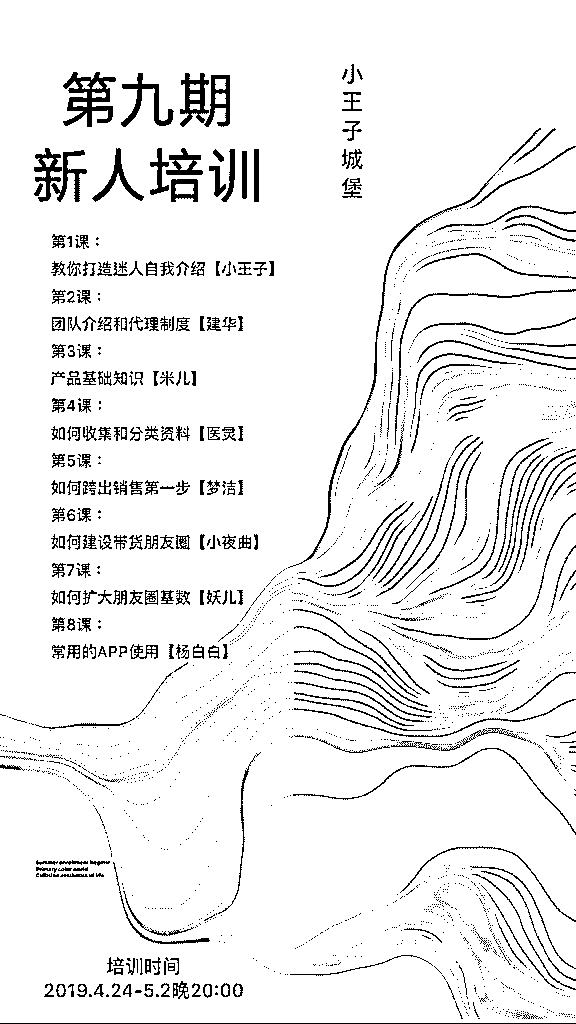 第九期
新人培训
小王子城堡
第1课：
教你打造迷人自我介绍【小王子】
第2课：
团队介绍和代理制度【建华】
第3课：
产品基础知识【米儿】
第4课：
如何收集和分类资料【医灵】
第5课：
如何跨出销售第一步【梦洁】
第6课：
如何建设带货朋友圈【小夜曲】
第7课：
如何扩大朋友圈基数【妖儿】
第8课：
常用的APP使用【杨白白】
培训时间
2019.4.24-5.2晚20:00